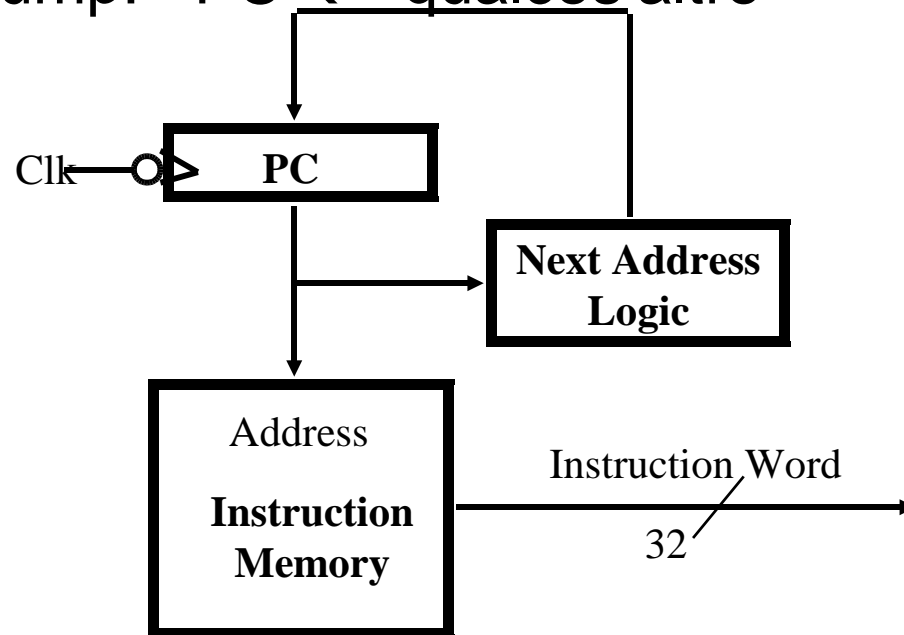 Clk
PC
Next Address
Logic
Address
Instruction
Memory
Instruction Word
32